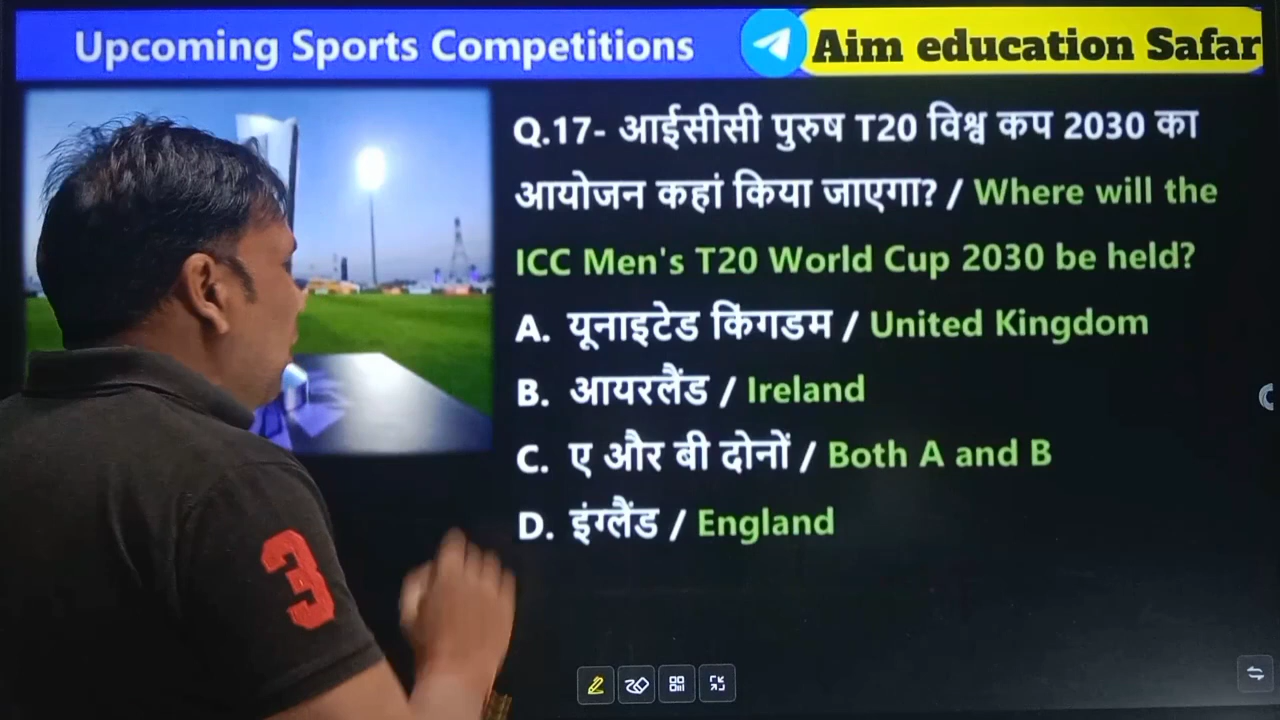 Upcoming Sports Competitions
Aim education Safar
Q.17- आईसीसी पुरुष T20 विश्व कप 2030 का
आयोजन कहां किया जाएगा? / Where will the
ICC Men's T20 World Cup 2030 be held?
A. यूनाइटेड किंगडम / United Kingdom
B. आयरलैंड / Ireland
C. ए और बी दोनों / Both A and B
D. इंग्लैंड / England
3